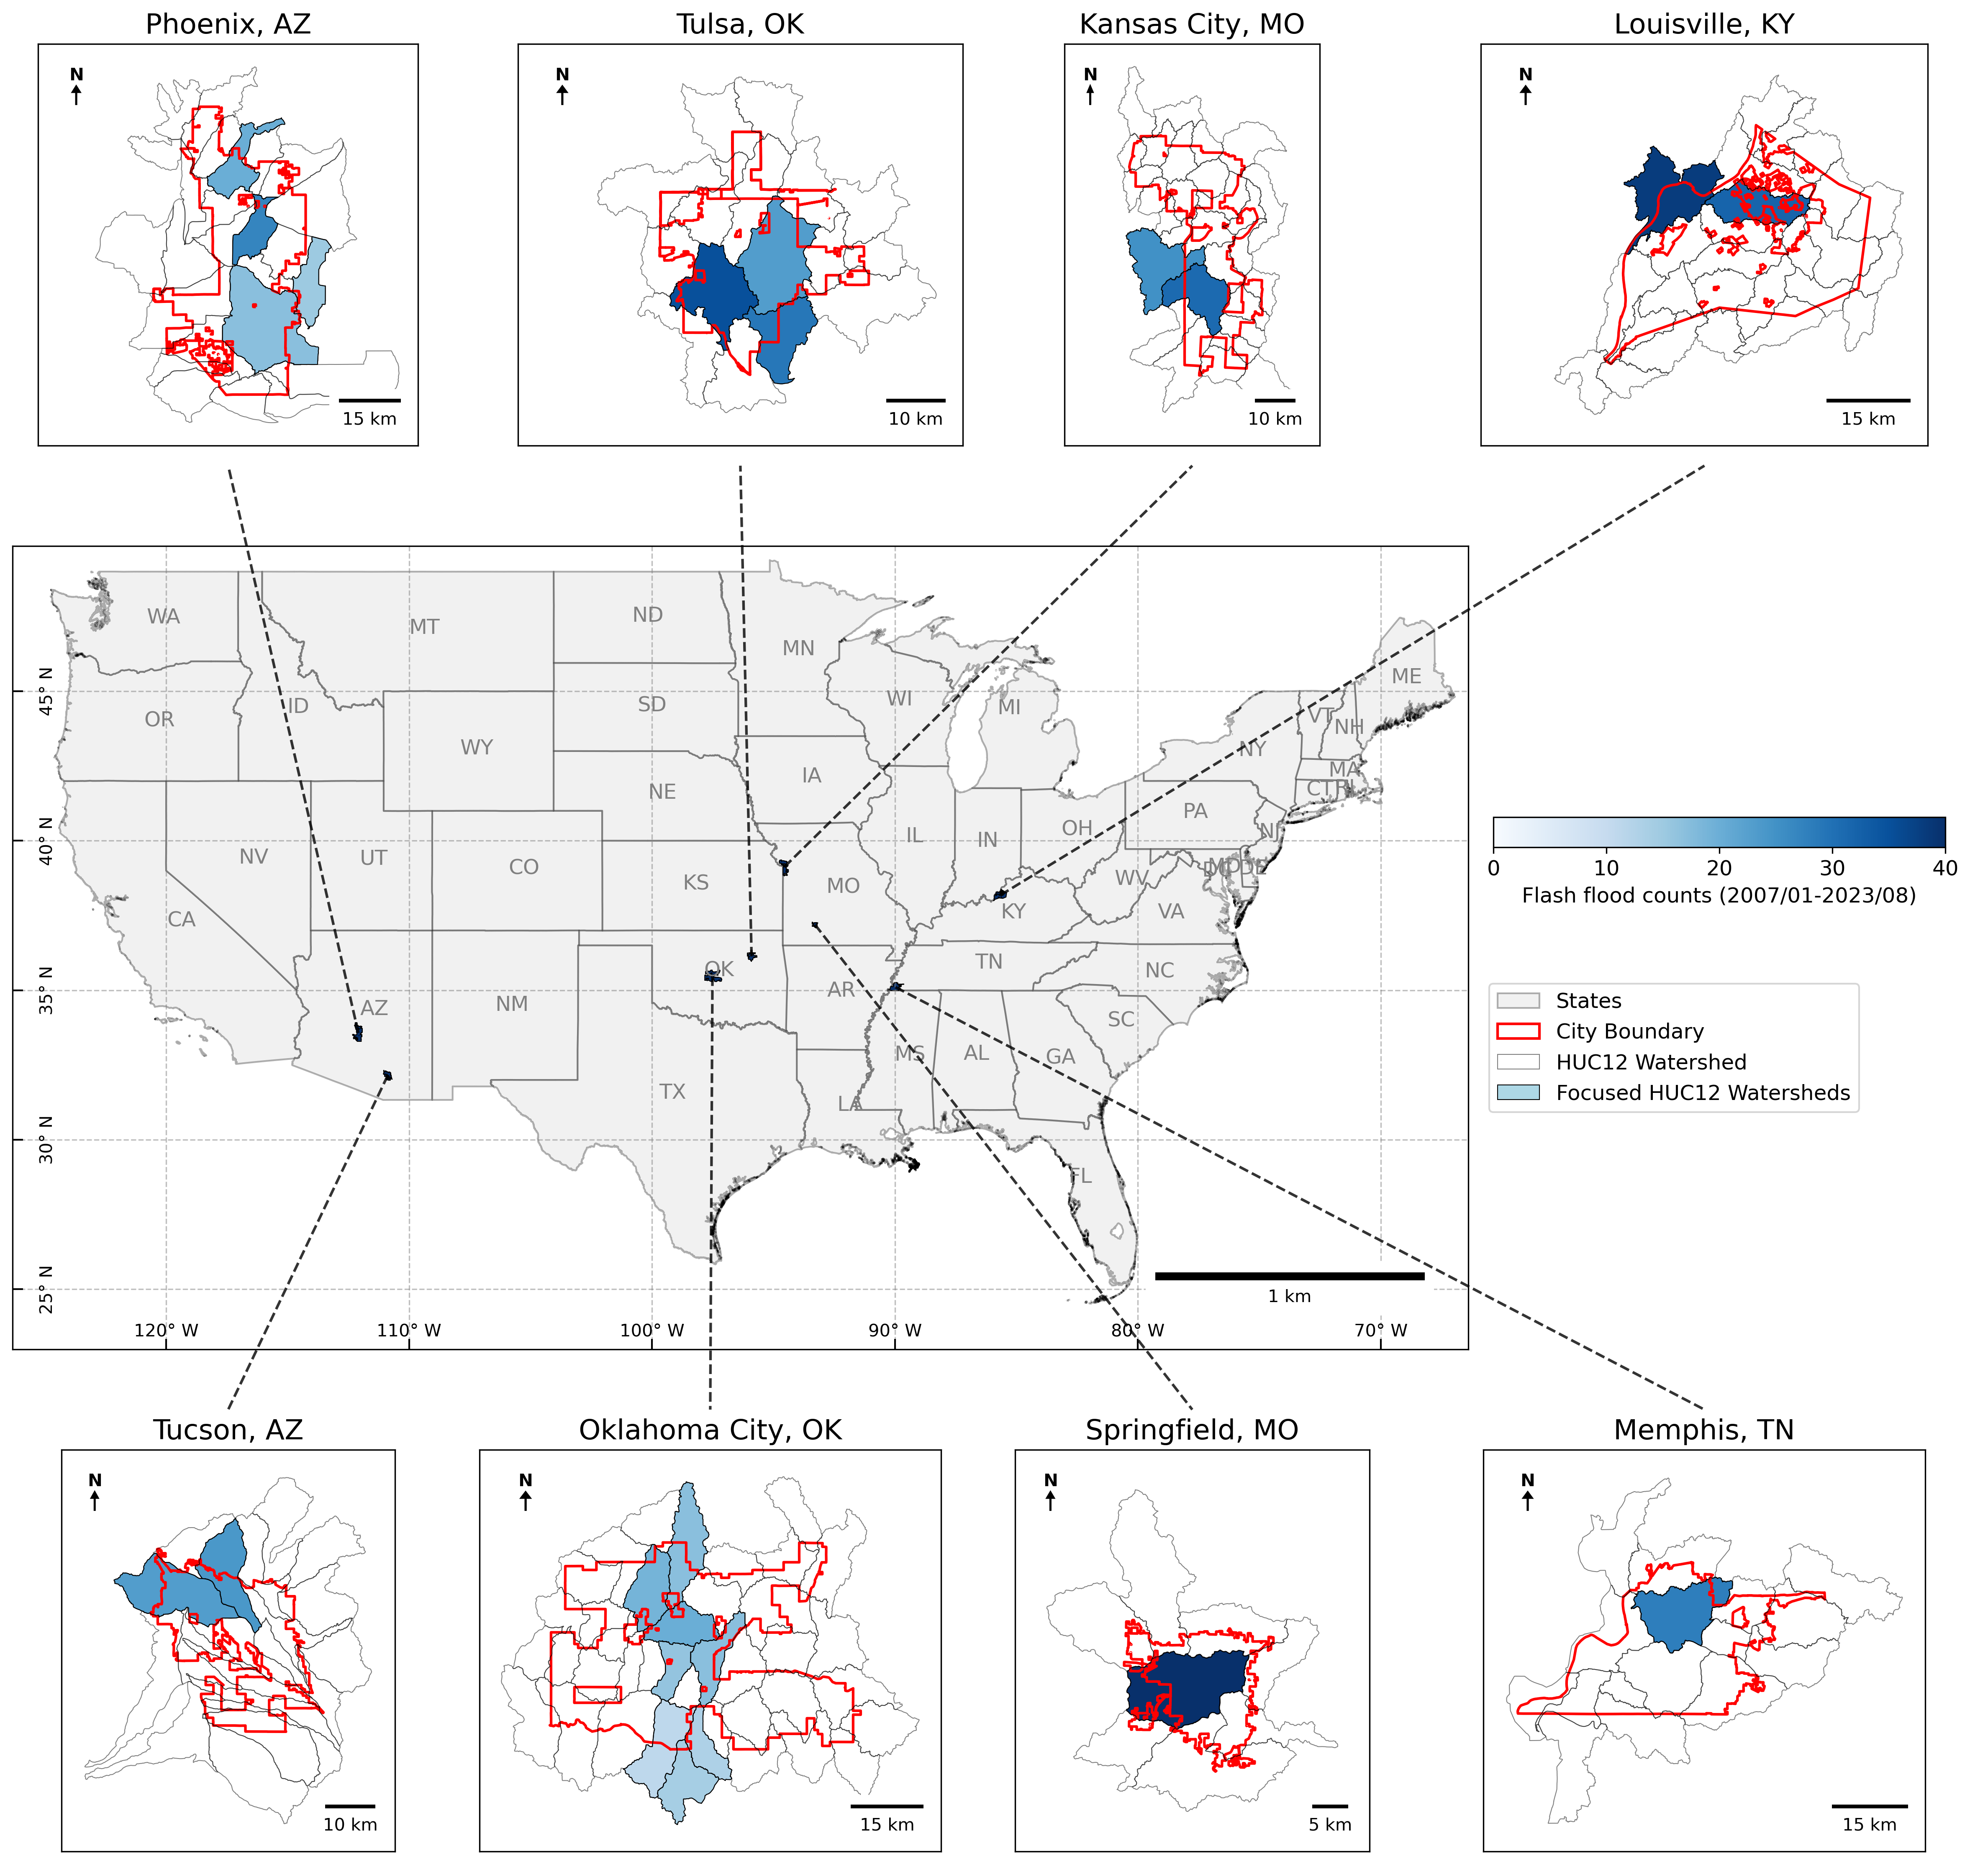 Phoenix, AZ
Tulsa, OK
Kansas City, MO
Louisville, KY
N
N
N
N
15 km
10 km
10 km
15 km
WA
MT
ND
MN
ME
OR
ID
SD
WI
MI
VT
NH
WY
NY
IA
MA
NE
CT
RI
PA
OH
IL
IN
NJ
NV
UT
CO
KS
MO
WV
MD
DC
DE
CA
KY
VA
OK
TN
NC
AZ
NM
AR
SC
MS
AL
GA
TX
LA
FL
45° N
40° N
35° N
30° N
25° N
120° W
110° W
100° W
90° W
80° W
70° W
1 km
0
10
20
30
40
Flash flood counts (2007/01-2023/08)
States
City Boundary
HUC12 Watershed
Focused HUC12 Watersheds
Tucson, AZ
Oklahoma City, OK
Springfield, MO
Memphis, TN
N
N
N
N
10 km
15 km
5 km
15 km